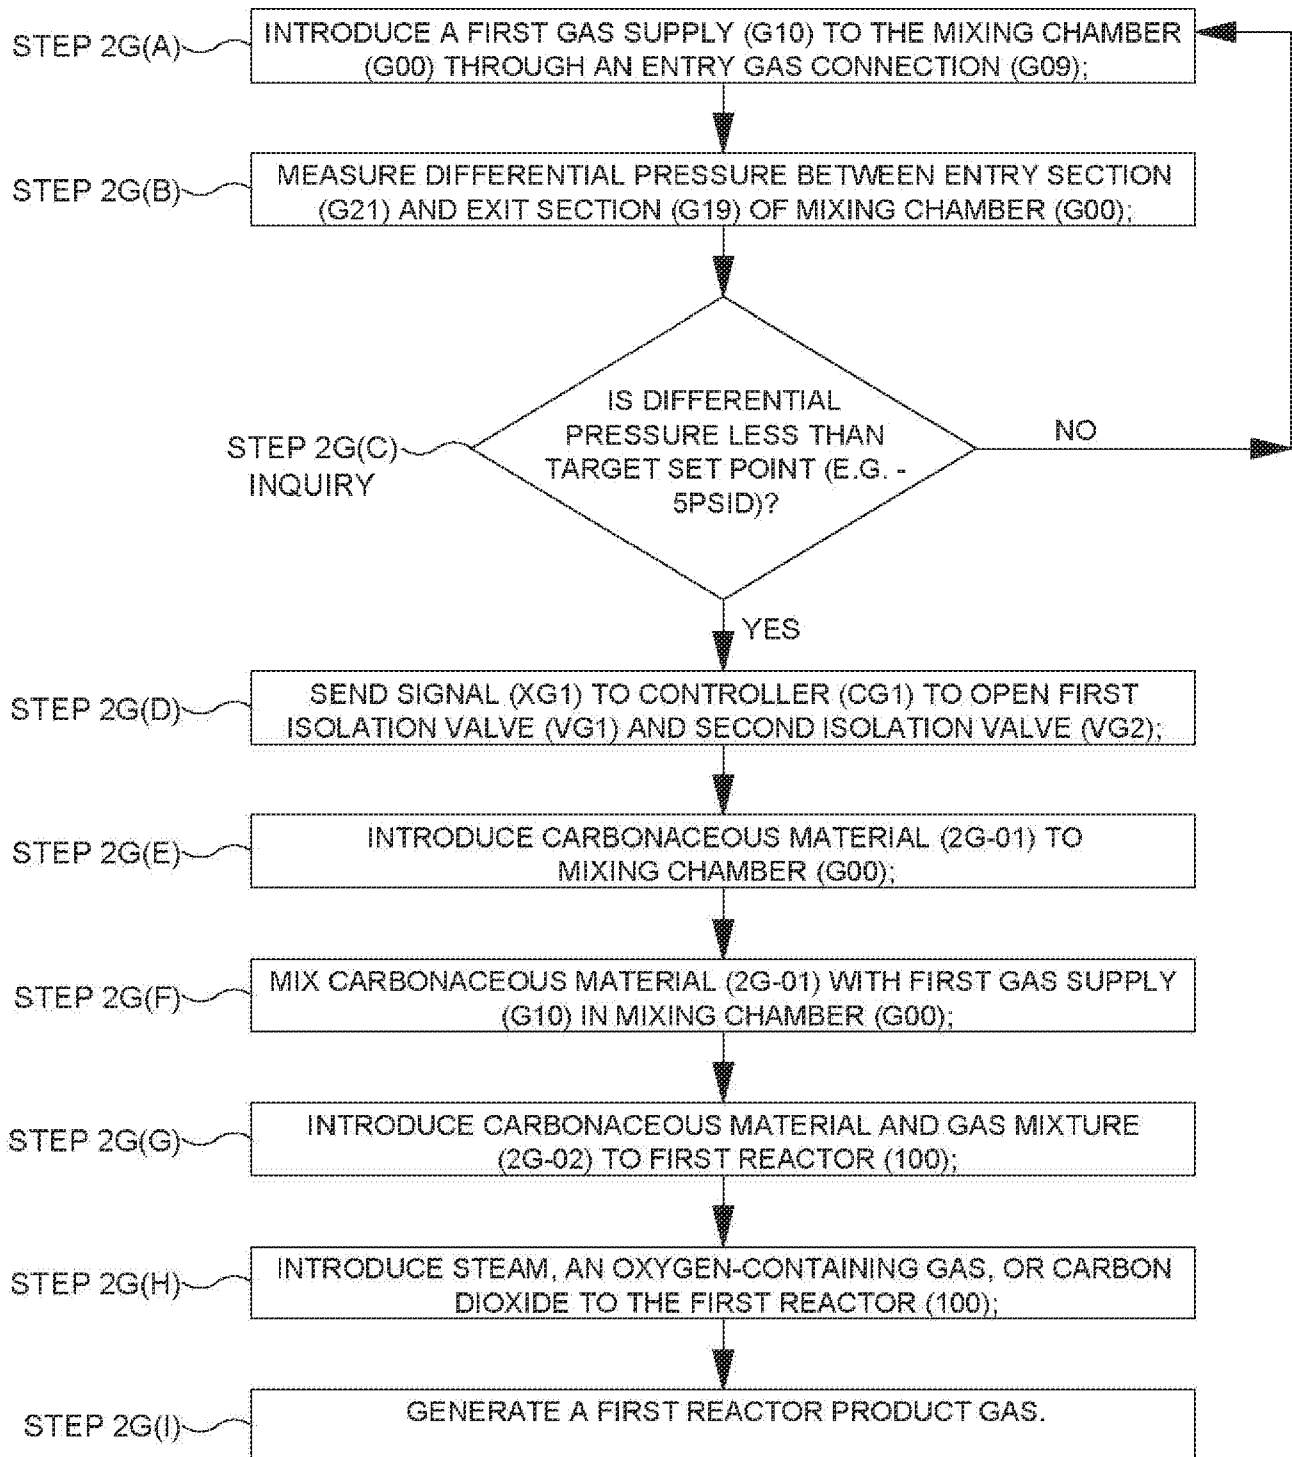 STEP 2G(A)
INTRODUCE A FIRST GAS SUPPLY (G10) TO THE MIXING CHAMBER
(G00) THROUGH AN ENTRY GAS CONNECTION (G09);
STEP 2G(B)
MEASURE DIFFERENTIAL PRESSURE BETWEEN ENTRY SECTION
(G21) AND EXIT SECTION (G19) OF MIXING CHAMBER (G00);
STEP 2G(C)
INQUIRY
IS DIFFERENTIAL
PRESSURE LESS THAN
TARGET SET POINT (E.G. -
5PSID)?
NO
YES
STEP 2G(D)
SEND SIGNAL (XG1) TO CONTROLLER (CG1) TO OPEN FIRST
ISOLATION VALVE (VG1) AND SECOND ISOLATION VALVE (VG2);
STEP 2G(E)
INTRODUCE CARBONACEOUS MATERIAL (2G-01) TO
MIXING CHAMBER (G00);
STEP 2G(F)
MIX CARBONACEOUS MATERIAL (2G-01) WITH FIRST GAS SUPPLY
(G10) IN MIXING CHAMBER (G00);
STEP 2G(G)
INTRODUCE CARBONACEOUS MATERIAL AND GAS MIXTURE
(2G-02) TO FIRST REACTOR (100);
STEP 2G(H)
INTRODUCE STEAM, AN OXYGEN-CONTAINING GAS, OR CARBON
DIOXIDE TO THE FIRST REACTOR (100);
STEP 2G(I)
GENERATE A FIRST REACTOR PRODUCT GAS.